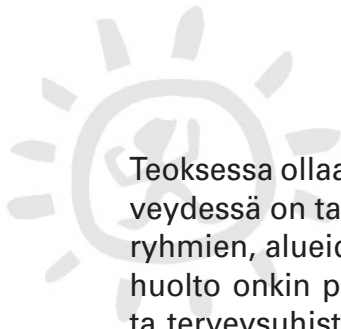 Teoksessa ollaa
veydessä on ta
ryhmien, alueid
huolto onkin p
ta terveysuhist